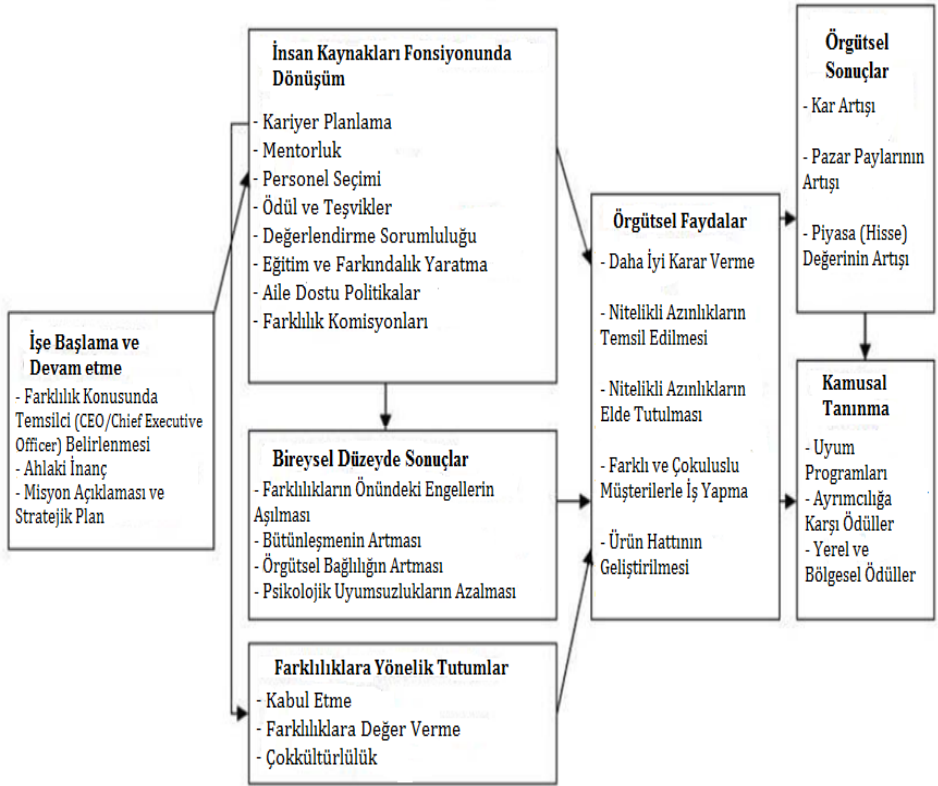 İşe Başlama ve
Devam etme
- Farklılık Konusunda
Temsilci (CEO/Chief Executive
Officer) Belirlenmesi
- Ahlaki İnanç
- Misyon Açıklaması ve
Stratejik Plan
İnsan Kaynakları Fonsiyonunda
Dönüşüm
- Kariyer Planlama
- Mentorluk
- Personel Seçimi
- Ödül ve Teşvikler
- Değerlendirme Sorumluluğu
- Eğitim ve Farkındalık Yaratma
- Aile Dostu Politikalar
- Farklılık Komisyonları
Bireysel Düzeyde Sonuçlar
- Farklılıkların Önündeki Engellerin
Aşılması
- Bütünleşmenin Artması
- Örgütsel Bağlılığın Artması
- Psikolojik Uyumsuzlukların Azalması
Farklılıklara Yönelik Tutumlar
- Kabul Etme
- Farklılıklara Değer Verme
- Çokkültürlülük
Örgütsel Faydalar
- Daha İyi Karar Verme
- Nitelikli Azınlıkların
Temsil Edilmesi
- Nitelikli Azınlıkların
Elde Tutulması
- Farklı ve Çokuluslu
Müşterilerle İş Yapma
- Ürün Hattının
Geliştirilmesi
Örgütsel
Sonuçlar
- Kar Artışı
- Pazar Paylarının
Artışı
- Piyasa (Hisse)
Değerinin Artışı
Kamusal
Tanınma
- Uyum
Programları
- Ayrımcılığa
Karşı Ödüller
- Yerel ve
Bölgesel Ödüller